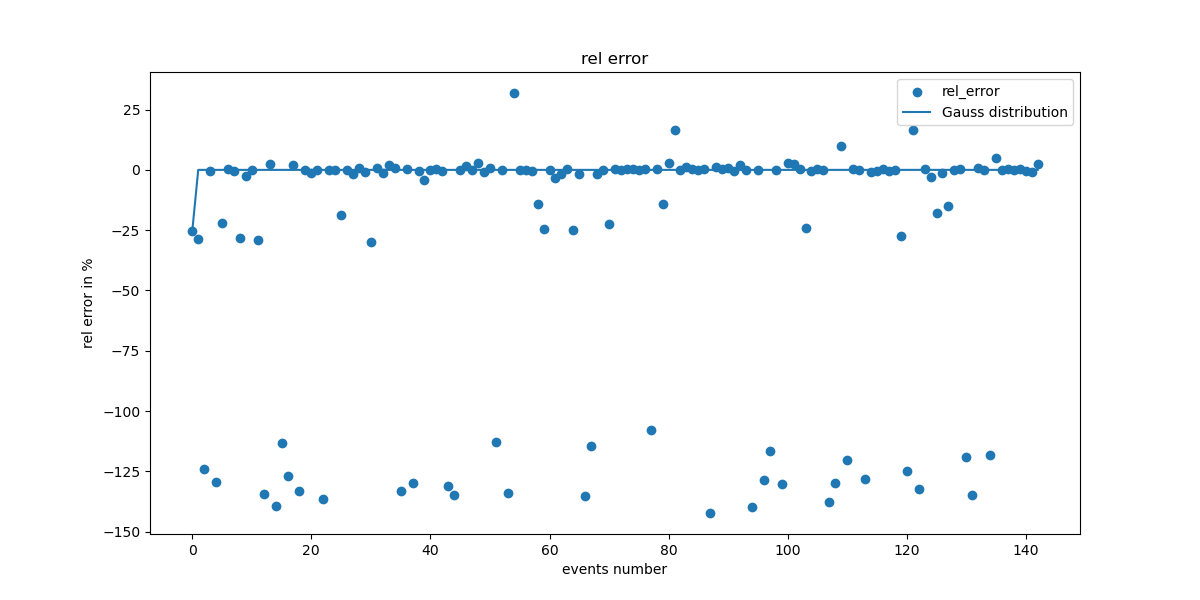 rel error
rel_error
Gauss distribution
rel error in %
25
0
−25
−50
−75
−100
−125
−150
0 20 40 60 80 100 120 140
events number